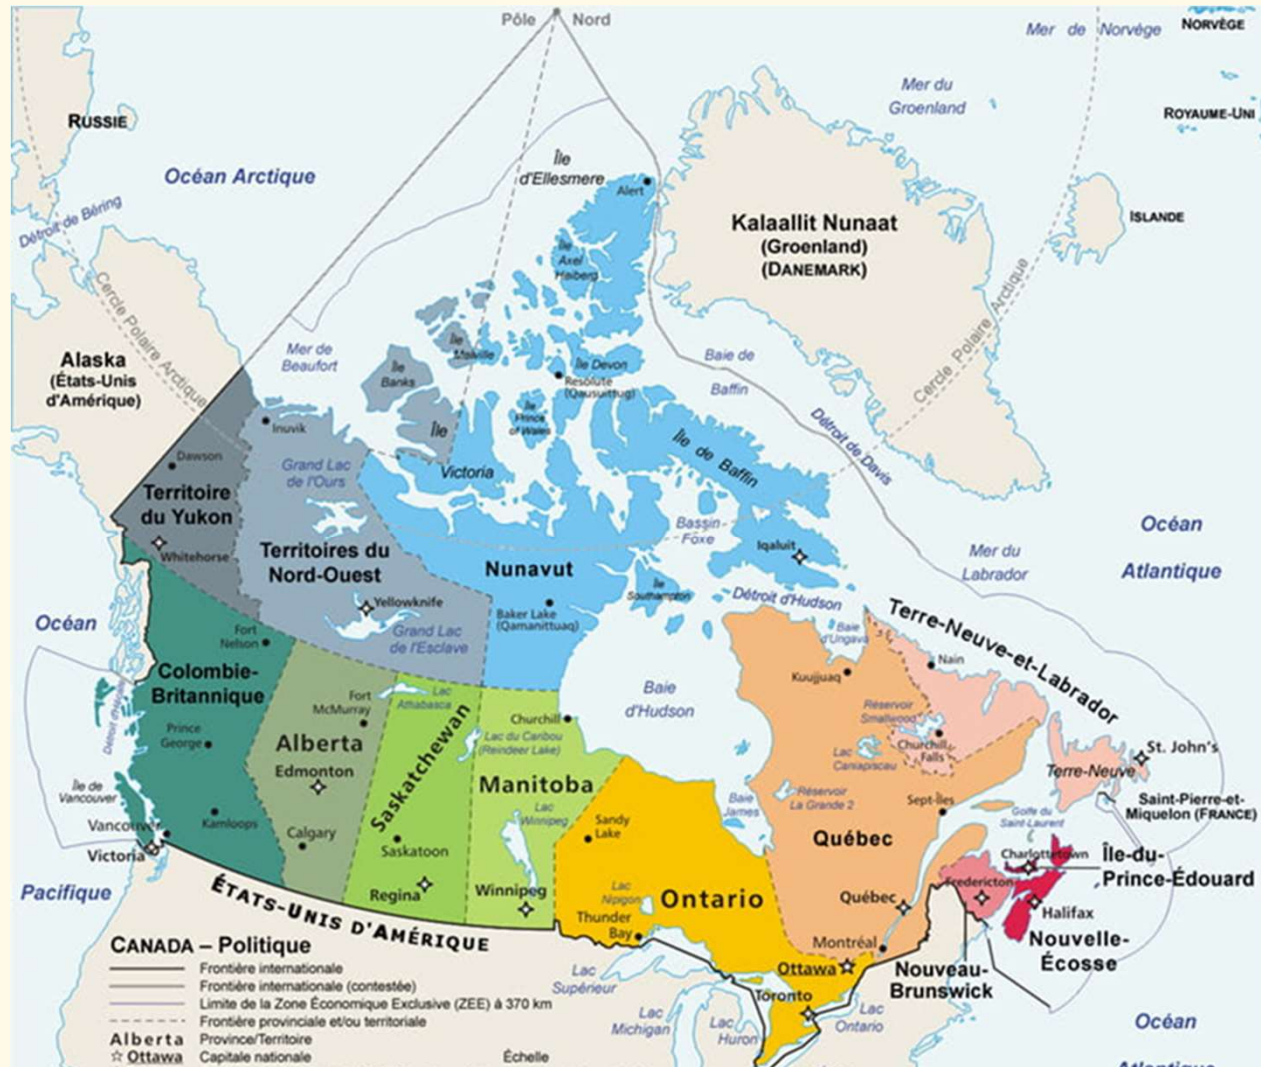 Pôle Nord
Mer de Norvége
NORVÈGE
Mer du
Groenland
ROYAUME-UNI
RUSSIE
Océan Arctique
Île
d'Ellesmere
Alert
Détroit de Béring
Kalaallit Nunaat
(Groenland)
(DANEMARK)
ISLANDE
Île
Axel
Heiberg
Cercle Polaire Arctique
Cercle Polaire Arctique
Alaska
(États-Unis
d'Amérique)
Mer de
Beaufort
Île
Melville
Île
Banks
Île Devon
Resolute
(Qausuittuq)
Baie de
Baffin
Île
Prince
of Wales
Détroit de Davis
Inuvik
Île
Victoria
Île de Baffin
Dawson
Grand Lac
de l'Ours
Territoire
du Yukon
Whitehorse
Bassin
Foxe
Iqaluit
Océan
Atlantique
Mer du
Labrador
Territoires du
Nord-Ouest
Nunavut
Île
Southampton
Détroit d'Hudson
Yellowknife
Baker Lake
(Qamanittuaq)
Grand Lac
de l'Esclave
Terre-Neuve-et-Labrador
Océan
Fort
Nelson
Baie
d'Ungava
Nain
Kuujjuaq
Colombie-
Britannique
Fort
McMurray
Lac
Athabasca
Baie
d'Hudson
Réservoir
Smallwood
Churchill
Falls
Prince
George
Alberta
Edmonton
Saskatchewan
Churchill
Lac du Caribou
(Reindeer Lake)
Lac
Caniapiscau
St. John's
Terre-Neuve
Manitoba
Île de
Vancouver
Lac
Winnipeg
Baie
James
Réservoir
La Grande 2
Sept-Îles
Saint-Pierre-et-
Miquelon (FRANCE)
Golfe du
Saint-Laurent
Vancouver
Victoria
Kamloops
Calgary
Saskatoon
Sandy
Lake
Québec
Charlottetown
Île-du-
Prince-Édouard
Pacifique
ÉTATS-UNIS D'AMÉRIQUE
Regina
Winnipeg
Lac
Nipigon
Ontario
Québec
Fredericton
Halifax
Thunder
Bay
Montréal
Nouvelle-
Écosse
Ottawa
Nouveau-
Brunswick
Lac
Supérieur
Toronto
Lac
Michigan
Lac
Huron
Lac
Ontario
Océan
Atlantique
CANADA – Politique
Frontière internationale
Frontière internationale (contestée)
Limite de la Zone Économique Exclusive (ZEE) à 370 km
Frontière provinciale et/ou territoriale
Alberta Province/Territoire
Ottawa Capitale nationale
Échelle